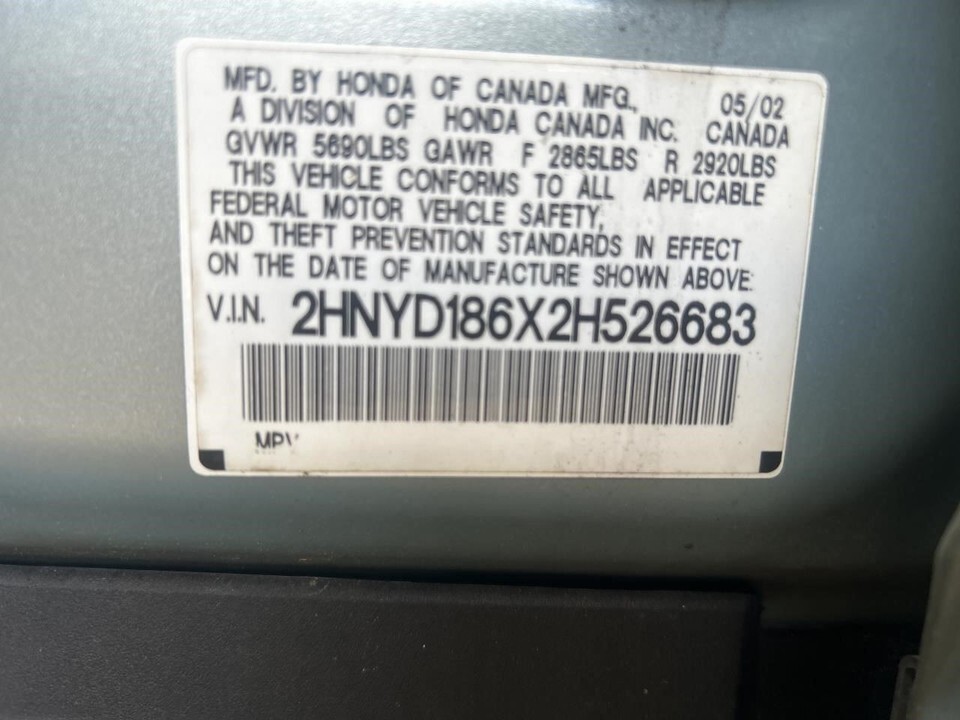 MFD. BY HONDA OF CANADA MFG., 05/02
A DIVISION OF HONDA CANADA INC. CANADA
GVWR 5690LBS GAWR F 2865LBS R 2920LBS
THIS VEHICLE CONFORMS TO ALL APPLICABLE
FEDERAL MOTOR VEHICLE SAFETY,
AND THEFT PREVENTION STANDARDS IN EFFECT
ON THE DATE OF MANUFACTURE SHOWN ABOVE:
V.I.N. 2HNYD186X2H526683
MPV